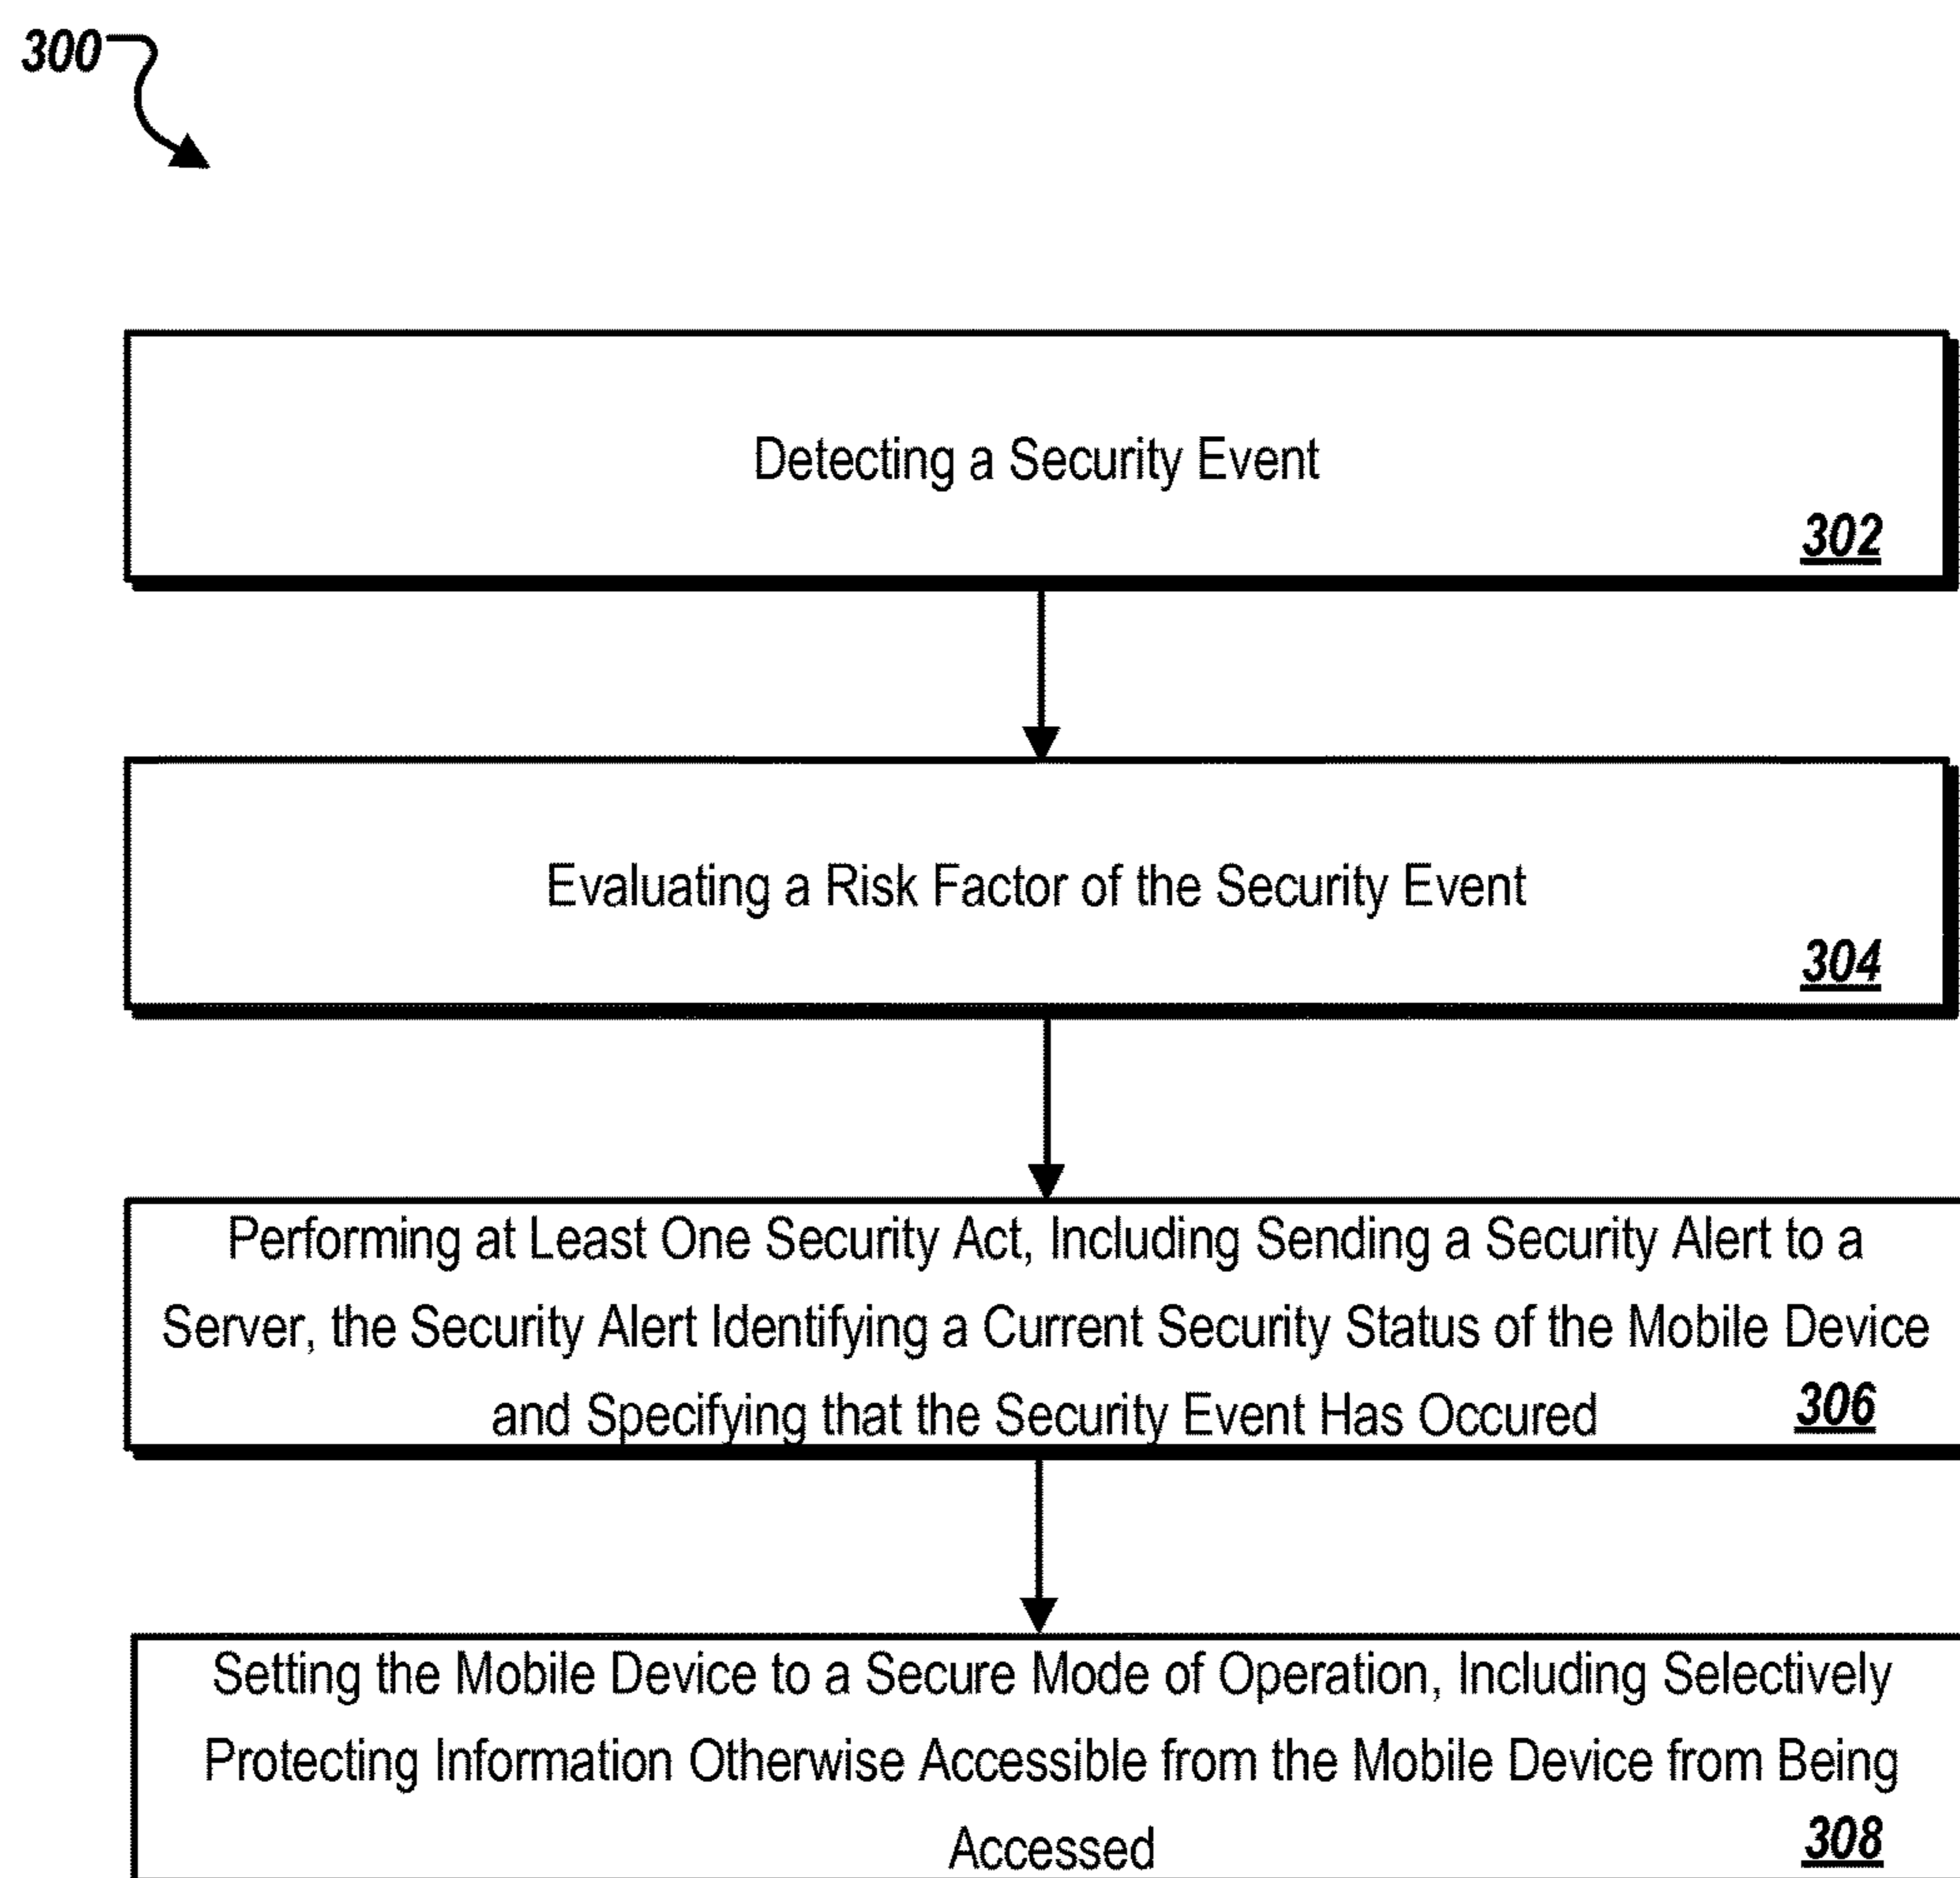 300
Detecting a Security Event
302
Evaluating a Risk Factor of the Security Event
304
Performing at Least One Security Act, Including Sending a Security Alert to a
Server, the Security Alert Identifying a Current Security Status of the Mobile Device
and Specifying that the Security Event Has Occured
306
Setting the Mobile Device to a Secure Mode of Operation, Including Selectively
Protecting Information Otherwise Accessible from the Mobile Device from Being
Accessed
308